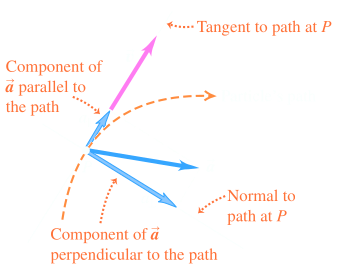 Tangent to path at P
Component of
a⃗ parallel to
the path
Normal to
path at P
Component of a⃗
perpendicular to the path